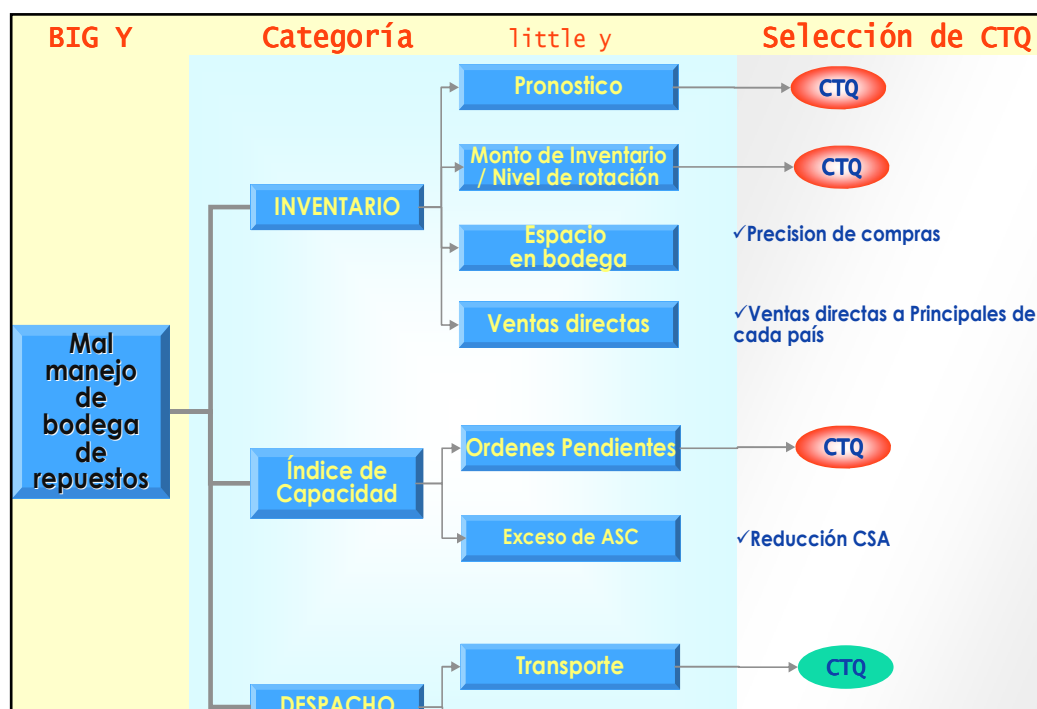 BIG Y
Categoría
little y
Selección de CTQ
Pronostico
CTQ
Monto de Inventario
/ Nivel de rotación
CTQ
INVENTARIO
Espacio
en bodega
✓Precision de compras
Ventas directas
✓Ventas directas a Principales de
cada país
Mal
manejo
de
bodega
de
repuestos
Ordenes Pendientes
CTQ
Índice de
Capacidad
Exceso de ASC
✓Reducción CSA
Transporte
CTQ
DESPACHO